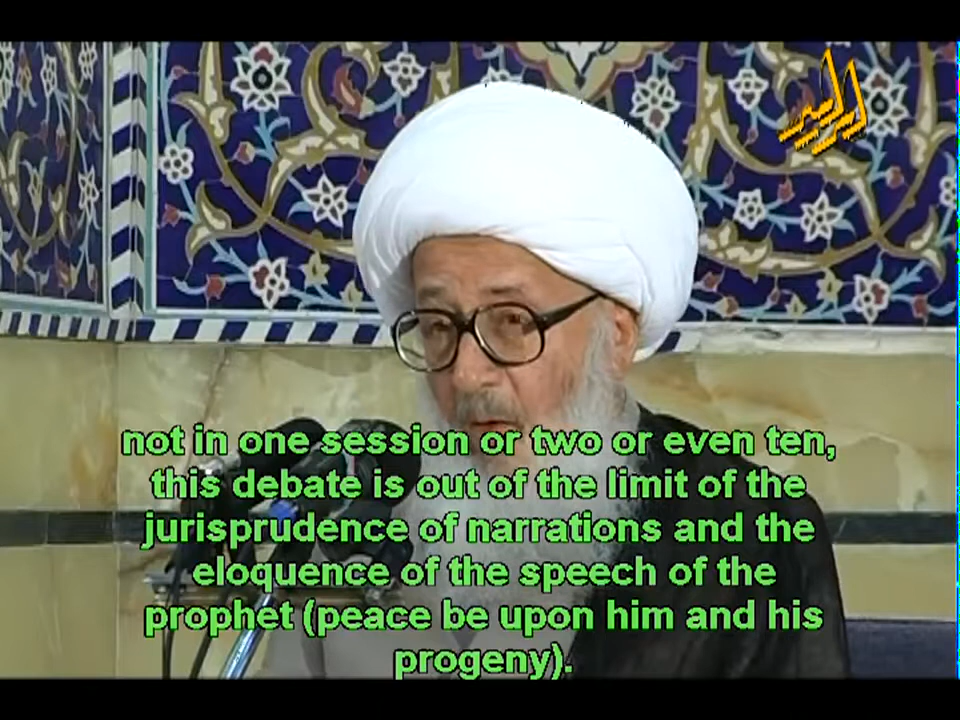 not in one session or two or even ten,
this debate is out of the limit of the
jurisprudence of narrations and the
eloquence of the speech of the
prophet (peace be upon him and his
progeny).